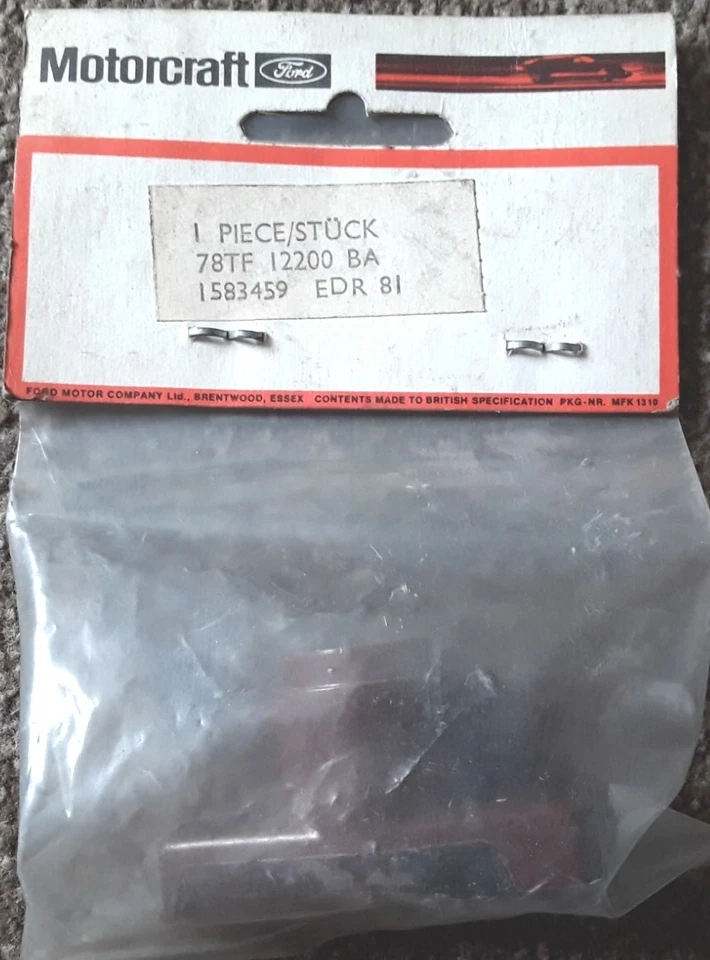 Motorcraft Ford
1 PIECE/STÜCK
78TF 12200 BA
1583459 EDR 81
FORD MOTOR COMPANY Ltd., BRENTWOOD, ESSEX CONTENTS MADE TO BRITISH SPECIFICATION PKG-NR. MFK 1310